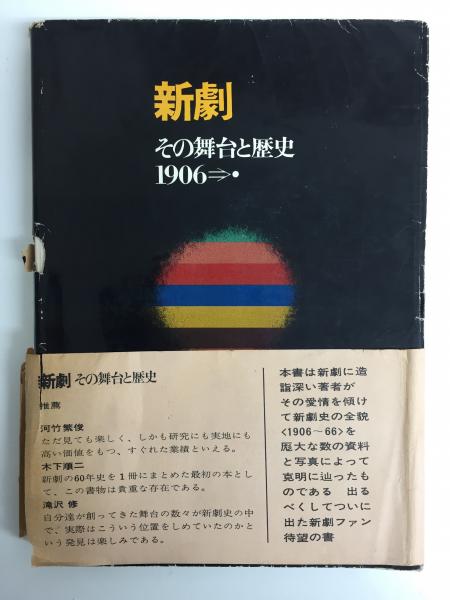 新劇
その舞台と歴史
1906⇒・
新劇 その舞台と歴史
推薦
河竹繁俊
ただ見ても楽しく、しかも研究にも実地にも
高い価値をもつ、すぐれた業績といえる。
木下順二
新劇の60年史を1冊にまとめた最初の本とし
て、この書物は貴重な存在である。
滝沢 修
自分達が創ってきた舞台の数々が新劇史の中
で、実際はこういう位置をしめていたのかと
いう発見は楽しみである。
本書は新劇に造
詣深い著者が
その愛情を傾け
て新劇史の全貌
<1906~66>を
厖大な数の資料
と写真によって
克明に辿ったも
のである 出る
べくしてついに
出た新劇ファン
待望の書